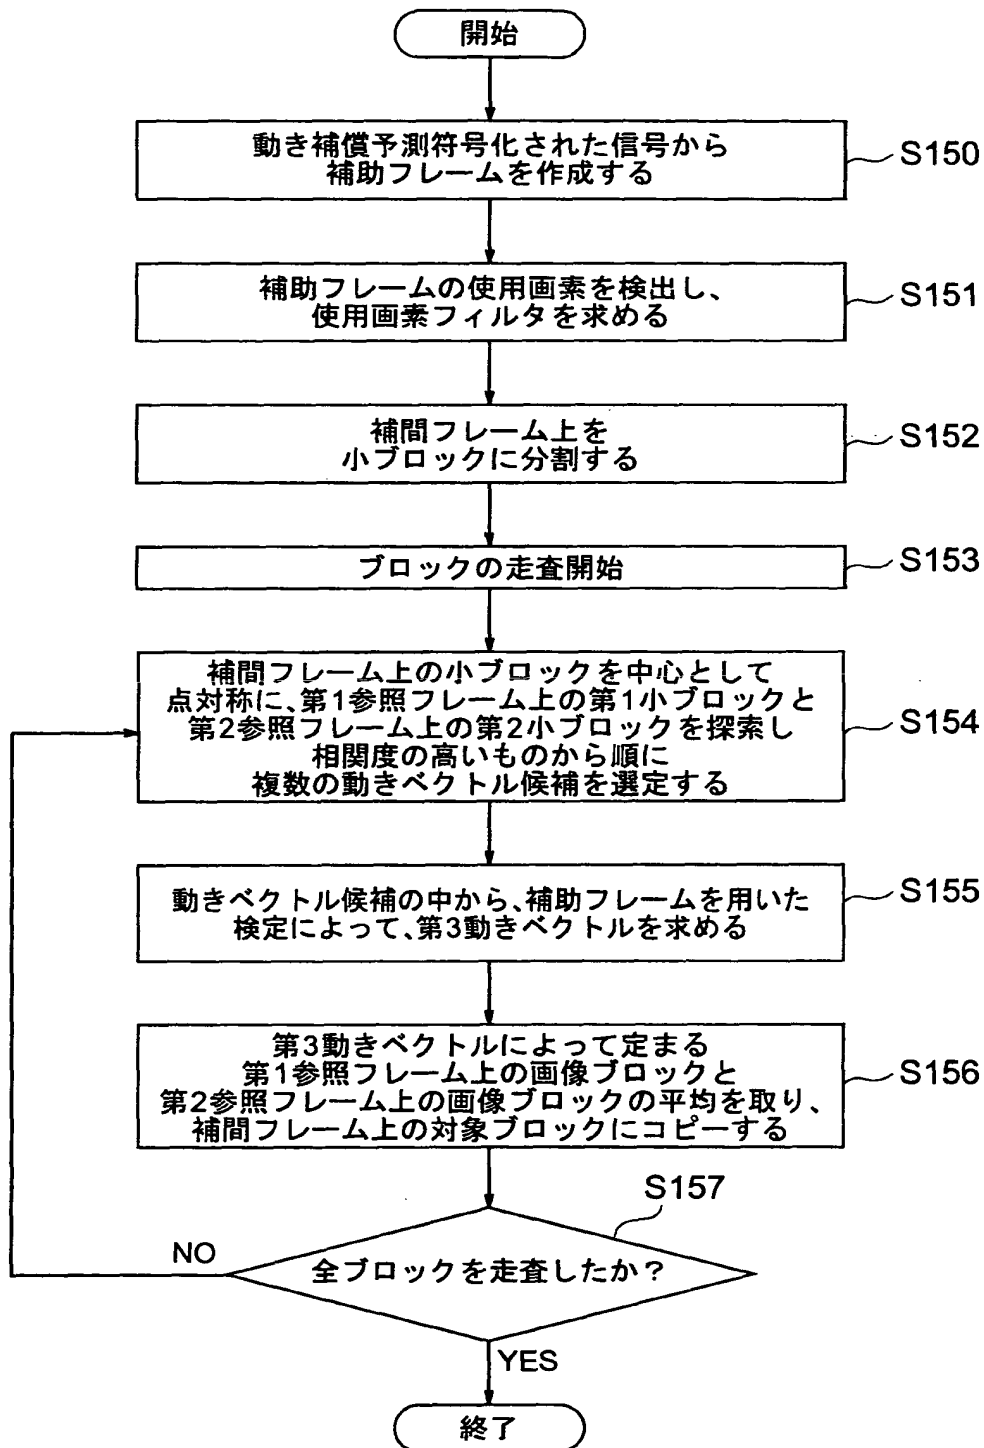 開始
動き補償予測符号化された信号から
補助フレームを作成する
S150
補助フレームの使用画素を検出し、
使用画素フィルタを求める
S151
補間フレーム上を
小ブロックに分割する
S152
ブロックの走査開始
S153
補間フレーム上の小ブロックを中心として
点対称に、第1参照フレーム上の第1小ブロックと
第2参照フレーム上の第2小ブロックを探索し
相関度の高いものから順に
複数の動きベクトル候補を選定する
S154
動きベクトル候補の中から、補助フレームを用いた
検定によって、第3動きベクトルを求める
S155
第3動きベクトルによって定まる
第1参照フレーム上の画像ブロックと
第2参照フレーム上の画像ブロックの平均を取り、
補間フレーム上の対象ブロックにコピーする
S156
S157
NO
全ブロックを走査したか？
YES
終了